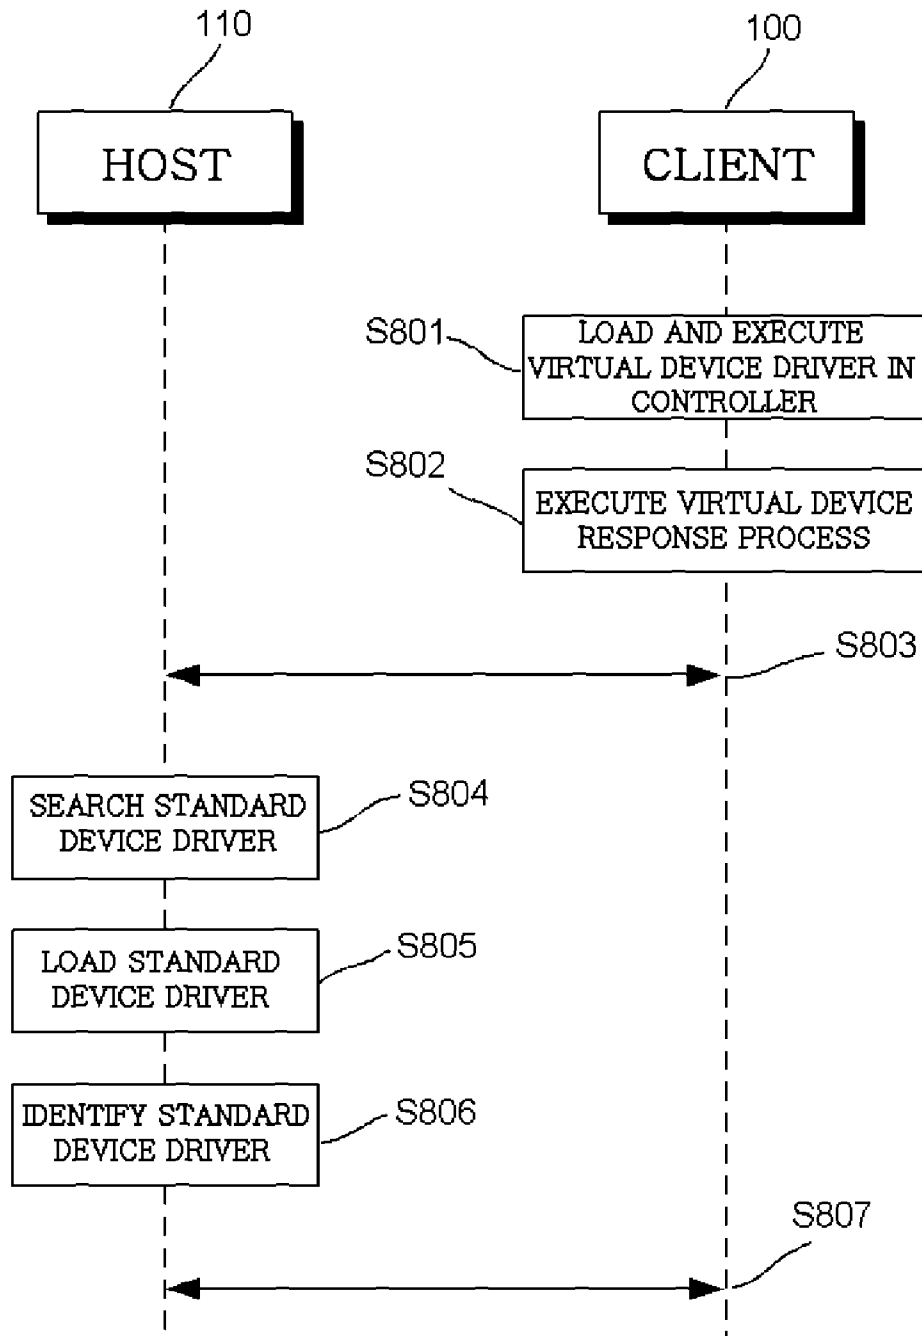 110
100
HOST
CLIENT
S801
LOAD AND EXECUTE
VIRTUAL DEVICE DRIVER IN
CONTROLLER
S802
EXECUTE VIRTUAL DEVICE
RESPONSE PROCESS
S803
SEARCH STANDARD
DEVICE DRIVER
S804
LOAD STANDARD
DEVICE DRIVER
S805
IDENTIFY STANDARD
DEVICE DRIVER
S806
S807